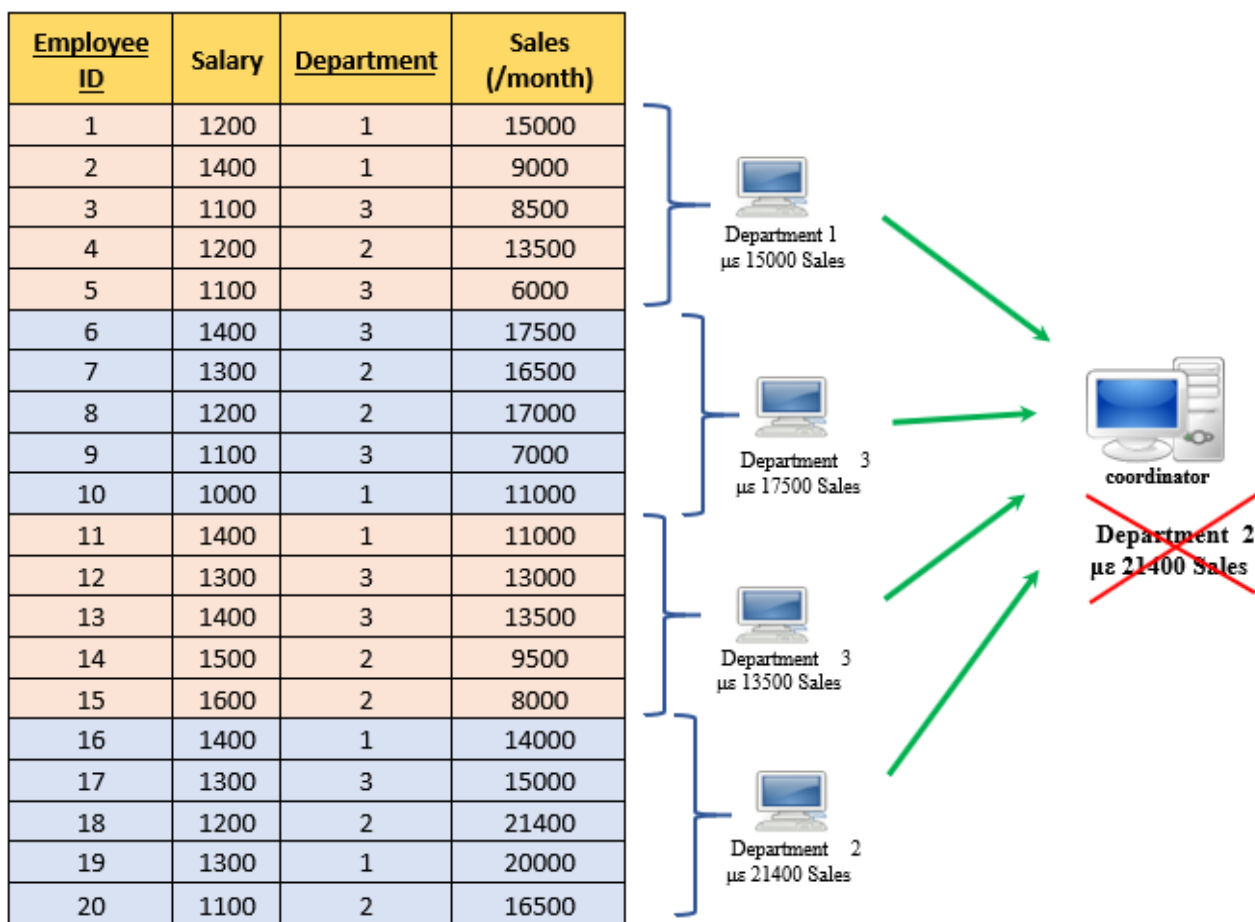 Employee ID Salary Department Sales (/month)
1 1200 1 15000
2 1400 1 9000
3 1100 3 8500
4 1200 2 13500
5 1100 3 6000
6 1400 3 17500
7 1300 2 16500
8 1200 2 17000
9 1100 3 7000
10 1000 1 11000
11 1400 1 11000
12 1300 3 13000
13 1400 3 13500
14 1500 2 9500
15 1600 2 8000
16 1400 1 14000
17 1300 3 15000
18 1200 2 21400
19 1300 1 20000
20 1100 2 16500
Department 1
με 15000 Sales
Department 3
με 17500 Sales
Department 3
με 13500 Sales
Department 2
με 21400 Sales
coordinator
Department 2
με 21400 Sales